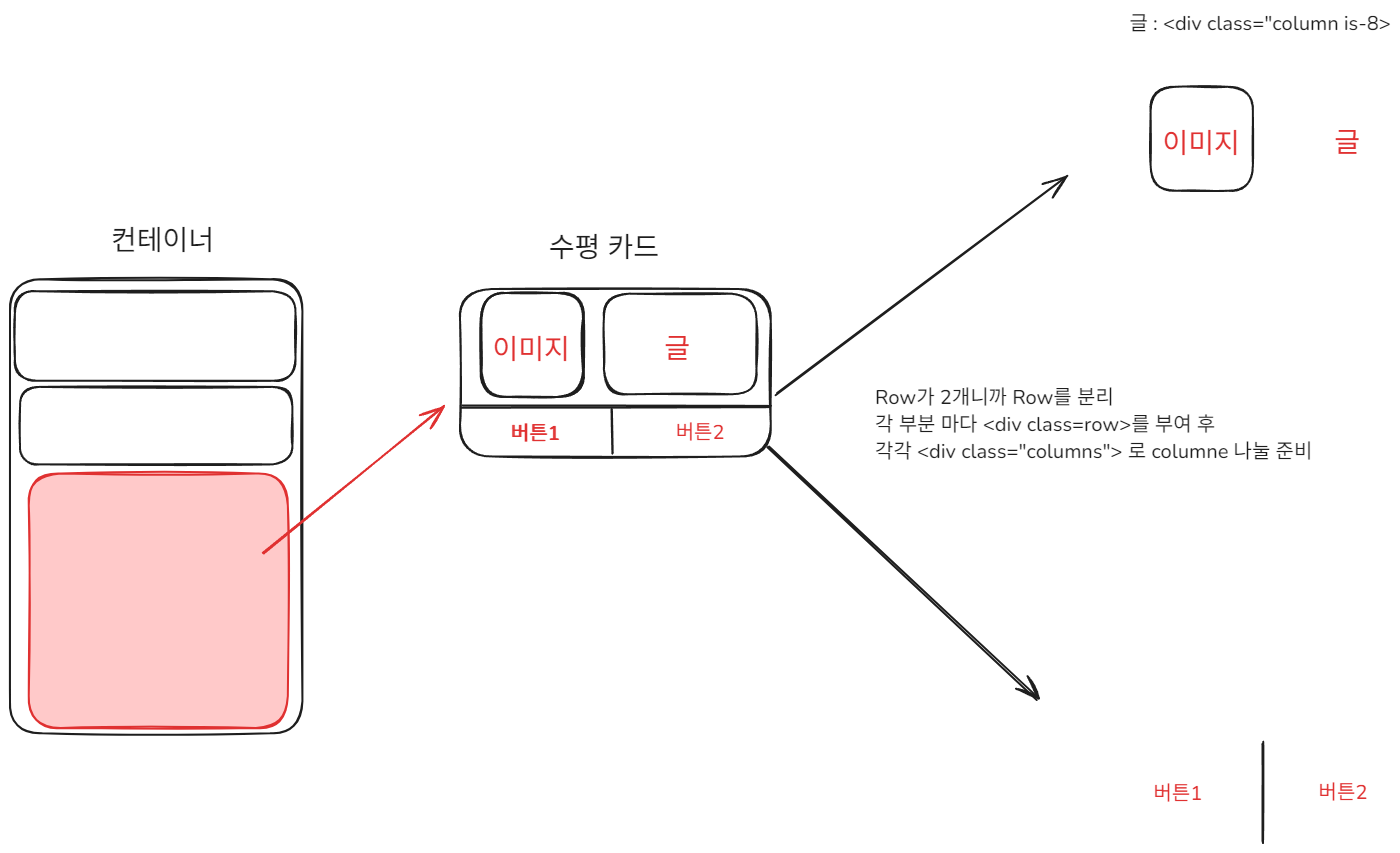 글 : <div class="column is-8>
이미지
글
컨테이너
수평 카드
이미지
글
버튼1
버튼2
Row가 2개니까 Row를 분리
각 부분 마다 <div class=row>를 부여 후
각각 <div class="columns"> 로 columne 나눌 준비
버튼1
버튼2